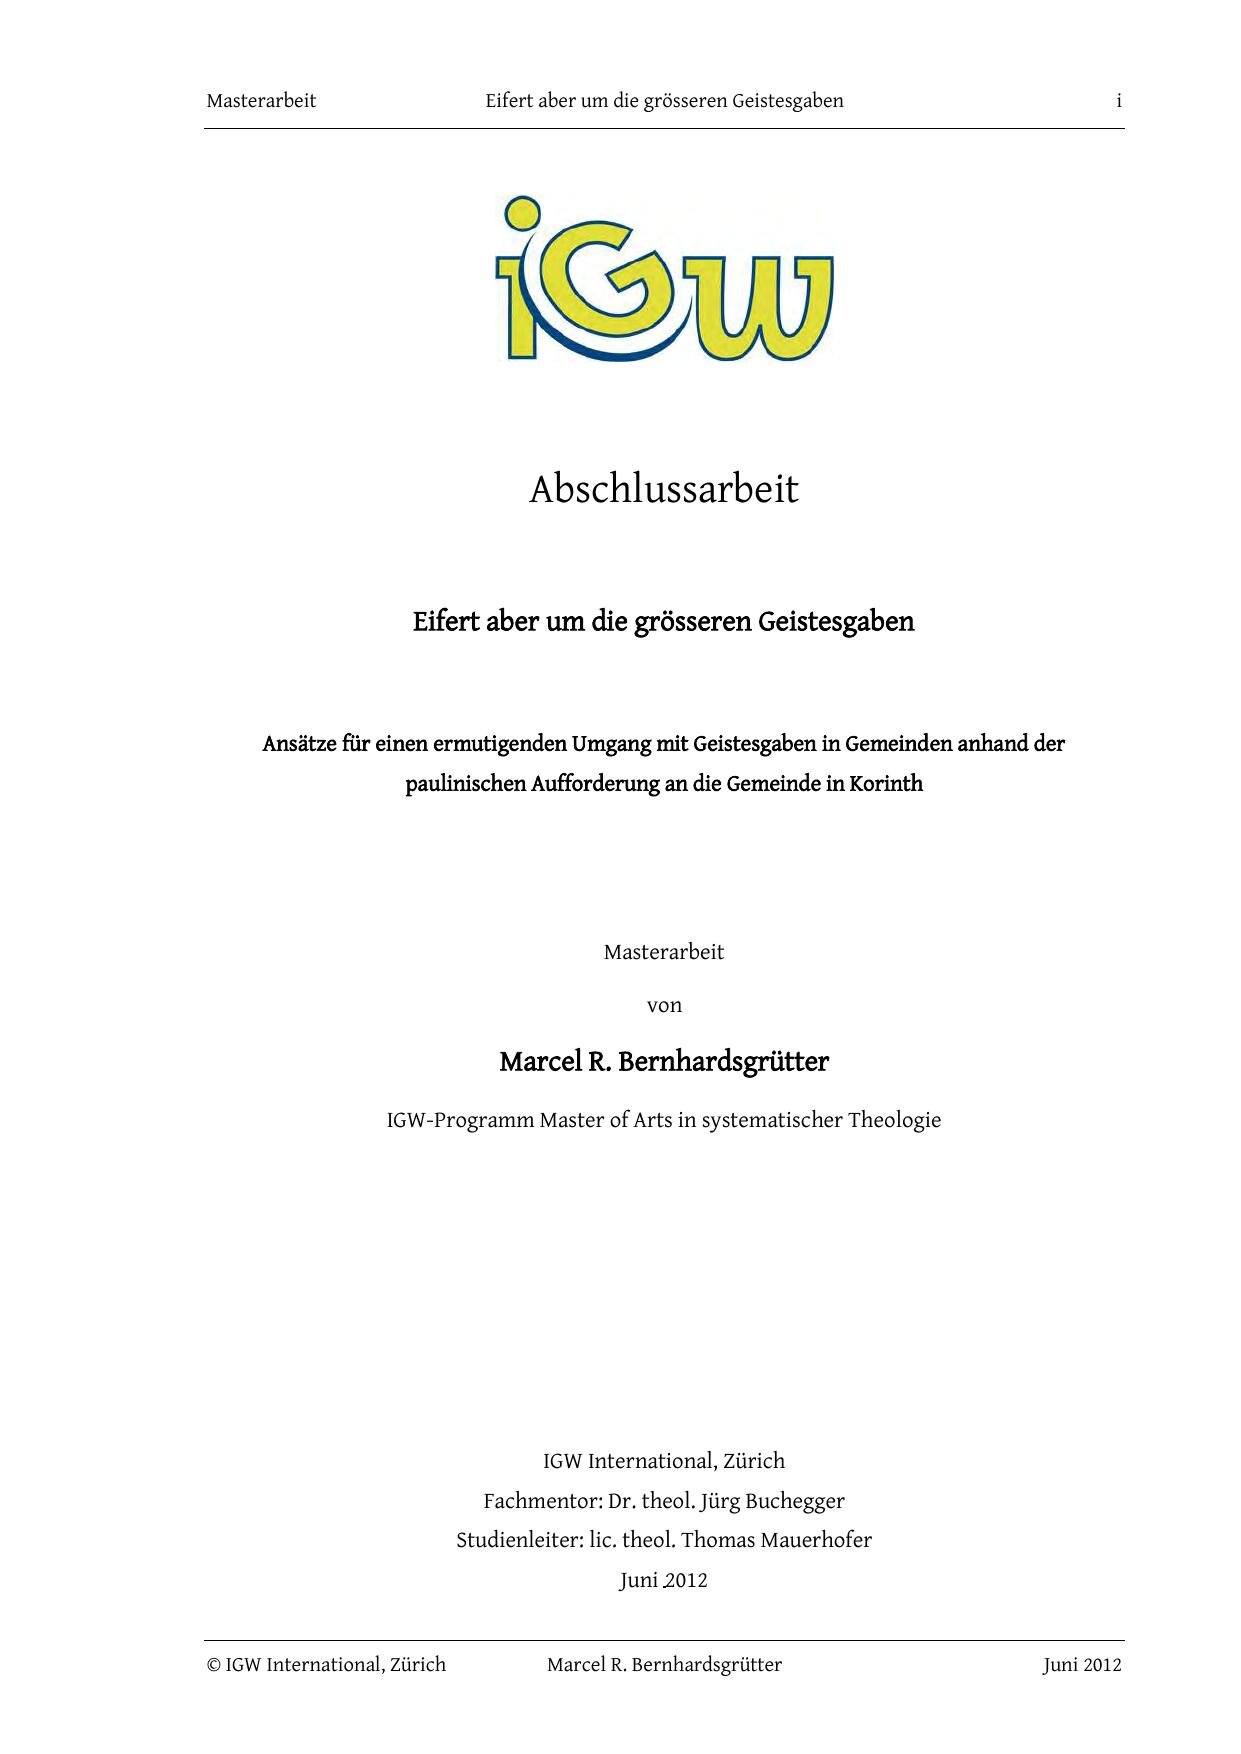 Masterarbeit Eifert aber um die grösseren Geistesgaben i
iGW
Abschlussarbeit
Eifert aber um die grösseren Geistesgaben
Ansätze für einen ermutigenden Umgang mit Geistesgaben in Gemeinden anhand der
paulinischen Aufforderung an die Gemeinde in Korinth
Masterarbeit
von
Marcel R. Bernhardsgrütter
IGW-Programm Master of Arts in systematischer Theologie
IGW International, Zürich
Fachmentor: Dr. theol. Jürg Buchegger
Studienleiter: lic. theol. Thomas Mauerhofer
Juni 2012
© IGW International, Zürich Marcel R. Bernhardsgrütter Juni 2012